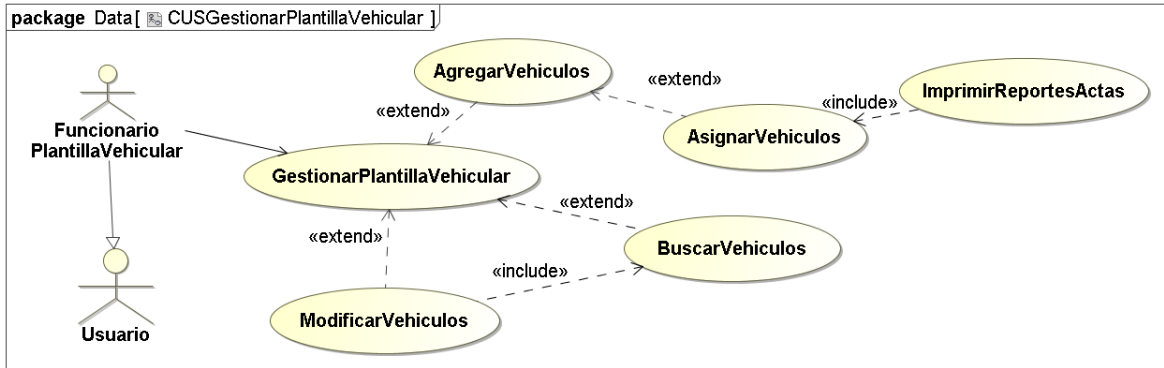 package Data[ CUSGestionarPlantillaVehicular ]
AgregarVehiculos
«extend»
ImprimirReportesActas
«include»
«extend»
AsignarVehiculos
Funcionario
PlantillaVehicular
GestionarPlantillaVehicular
«extend»
«extend»
BuscarVehiculos
«include»
ModificarVehiculos
Usuario